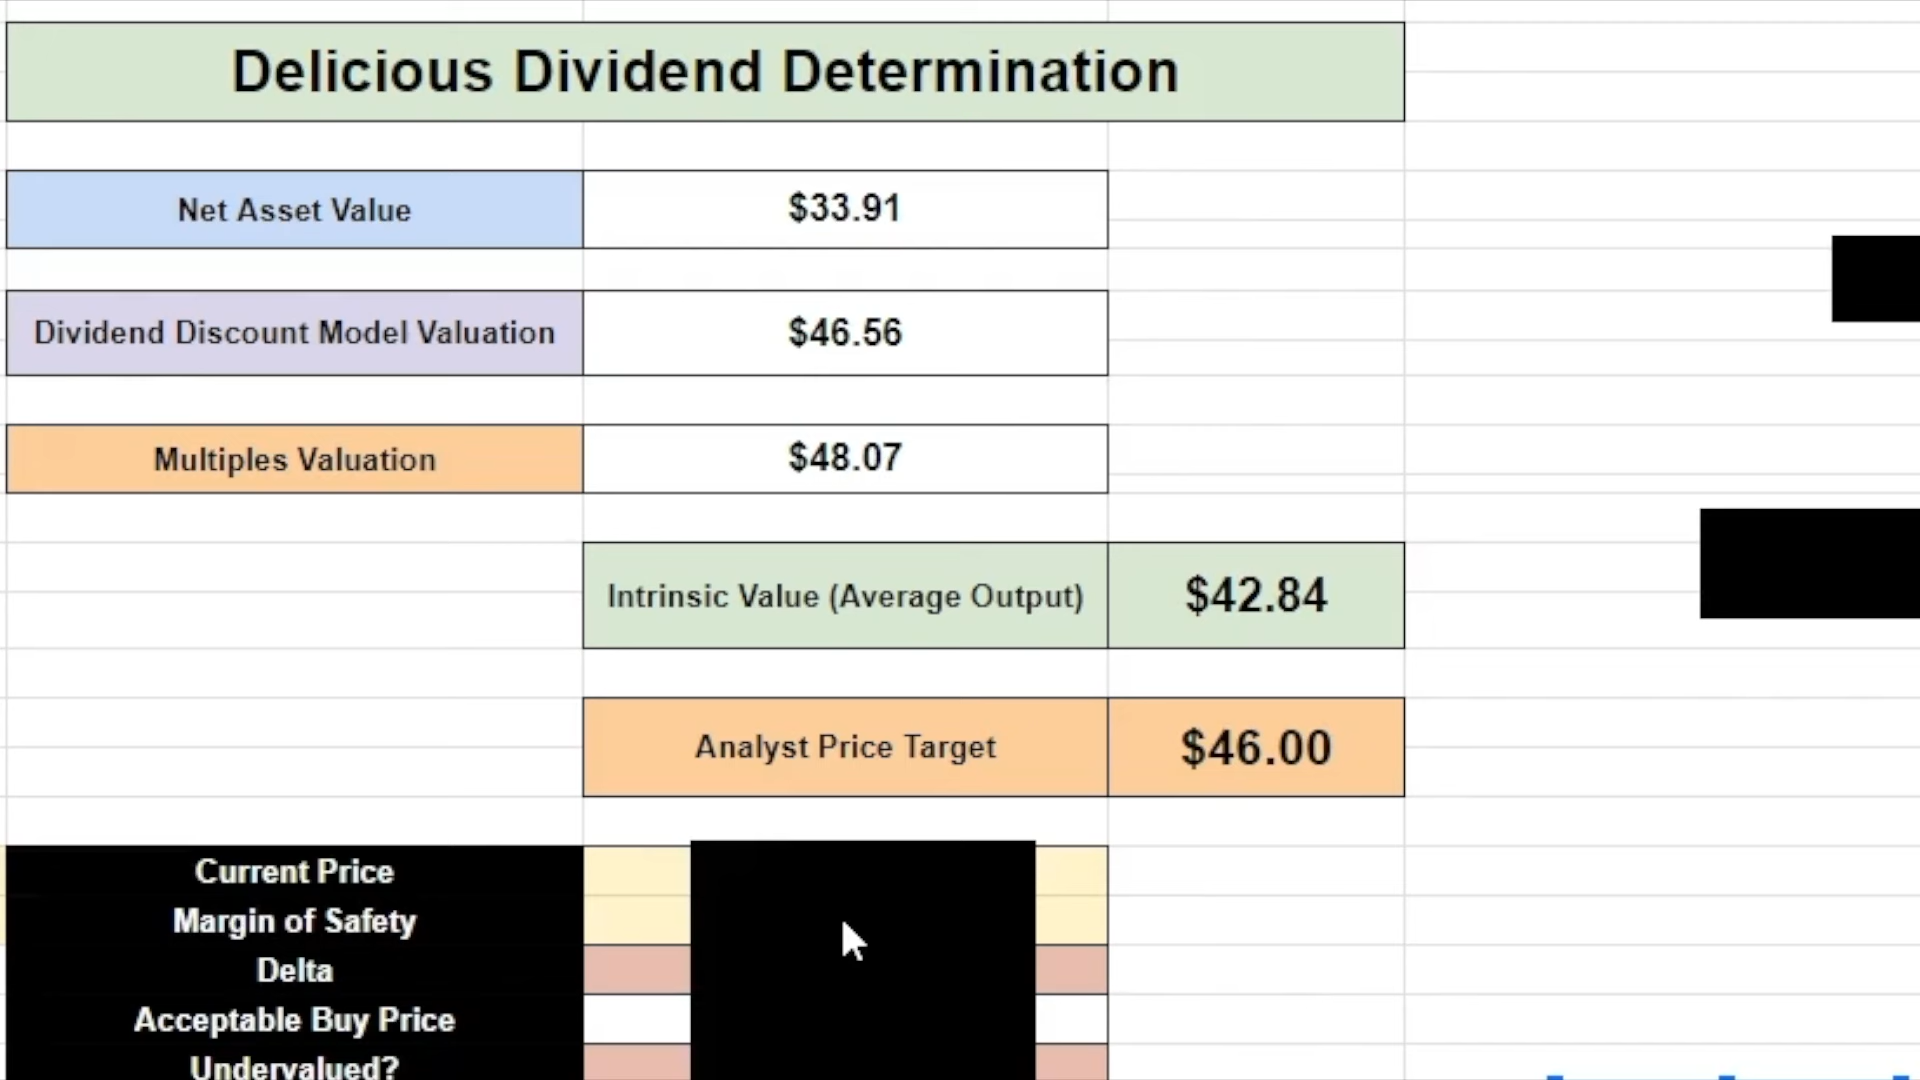 Delicious Dividend Determination
Net Asset Value $33.91
Dividend Discount Model Valuation $46.56
Multiples Valuation $48.07
Intrinsic Value (Average Output) $42.84
Analyst Price Target $46.00
Current Price
Margin of Safety
Delta
Acceptable Buy Price
Undervalued?